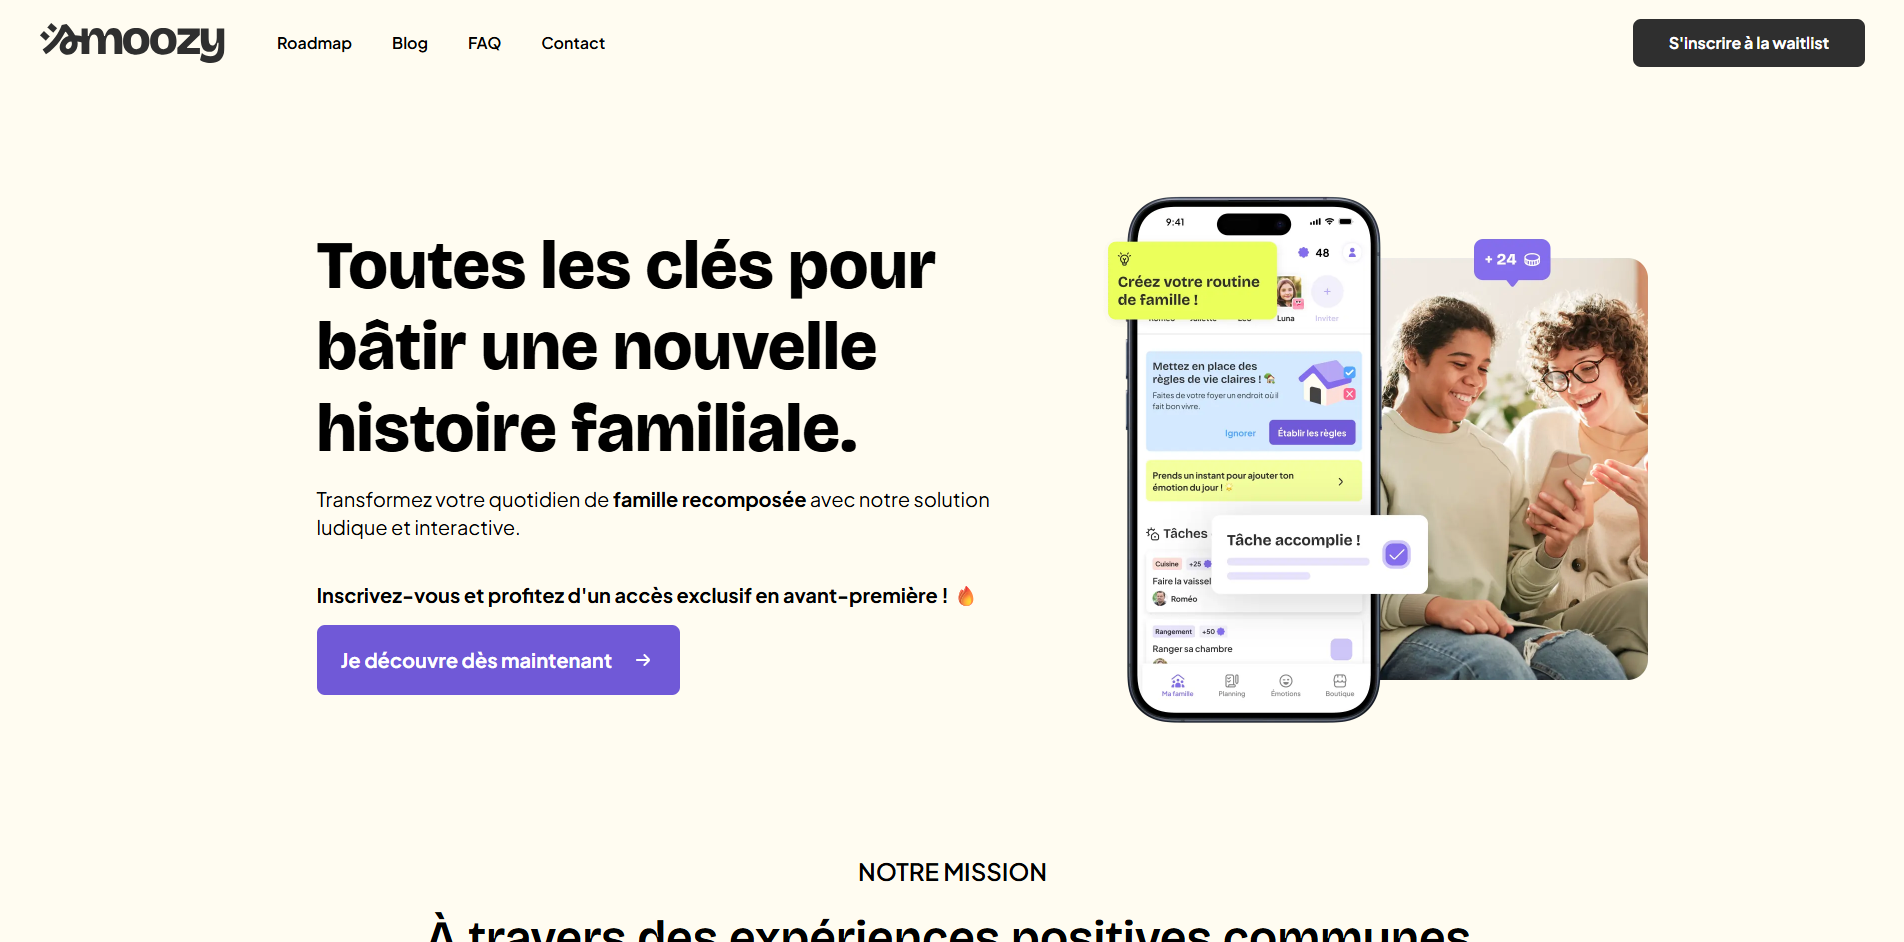 Amoozy
Roadmap
Blog
FAQ
Contact
S'inscrire à la waitlist
Toutes les clés pour
bâtir une nouvelle
histoire familiale.
Transformez votre quotidien de famille recomposée avec notre solution
ludique et interactive.
Inscrivez-vous et profitez d'un accès exclusif en avant-première ! 🔥
Je découvre dès maintenant →
9:41
48
Créez votre routine
de famille !
Luna
Inviter
+ 24
Mettez en place des
règles de vie claires !
Faites de votre foyer un endroit où il
fait bon vivre.
Ignorer
Établir les règles
Prends un instant pour ajouter ton
émotion du jour !
Tâches
Tâche accomplie !
Cuisine
+25
Faire la vaissel
Roméo
Rangement
+50
Ranger sa chambre
Ma famille
Planning
Émotions
Boutique
NOTRE MISSION
À travers des expériences positives communes